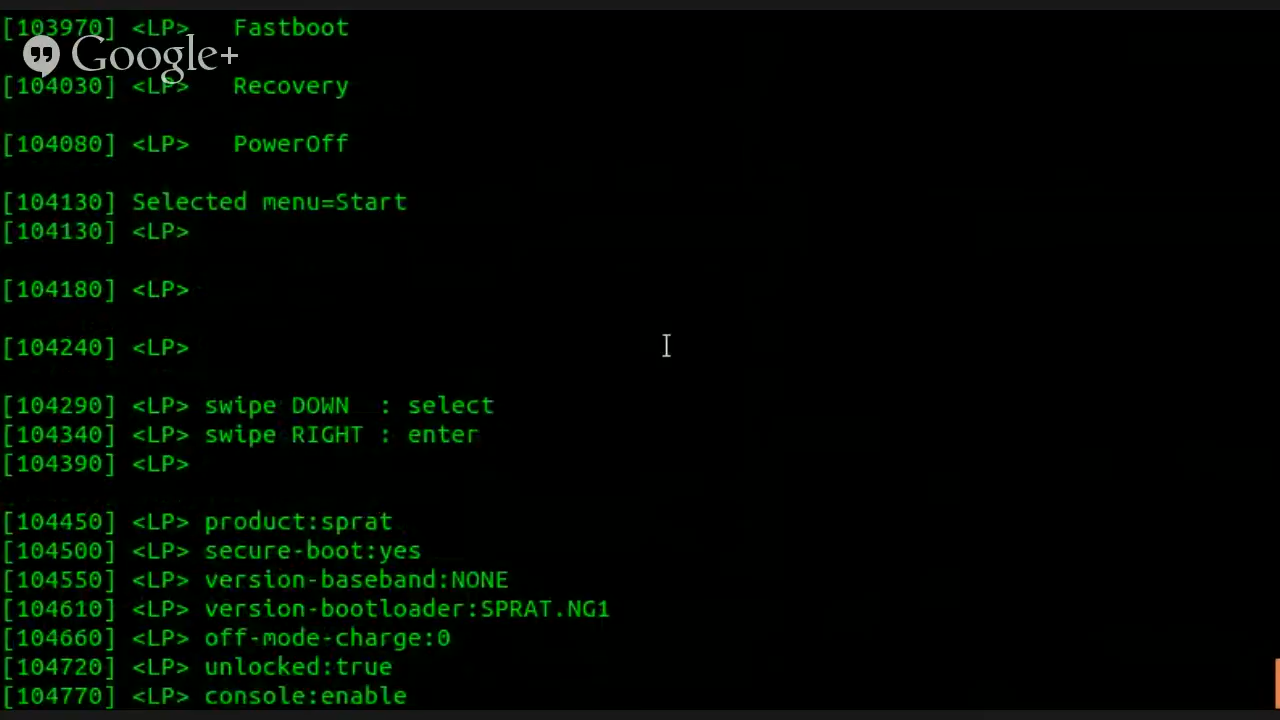 [103970] <LP>   Fastboot
Google+
[104030] <LP>   Recovery
[104080] <LP>   PowerOff
[104130] Selected menu=Start
[104130] <LP>
[104180] <LP>
[104240] <LP>
[104290] <LP> swipe DOWN  : select
[104340] <LP> swipe RIGHT : enter
[104390] <LP>
[104450] <LP> product:sprat
[104500] <LP> secure-boot:yes
[104550] <LP> version-baseband:NONE
[104610] <LP> version-bootloader:SPRAT.NG1
[104660] <LP> off-mode-charge:0
[104720] <LP> unlocked:true
[104770] <LP> console:enable